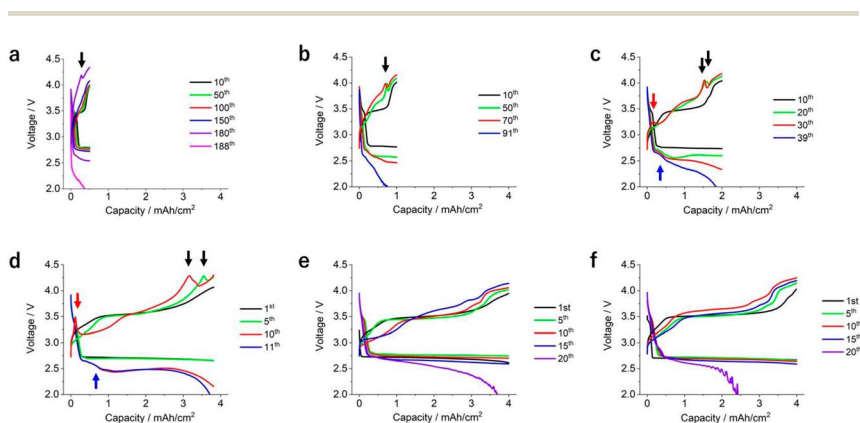 a
4.5
4.0
3.5
3.0
2.5
2.0
Voltage / V
0 1 2 3 4
Capacity / mAh/cm²
10th
50th
100th
150th
180th
188th
b
4.5
4.0
3.5
3.0
2.5
2.0
Voltage / V
0 1 2 3 4
Capacity / mAh/cm²
10th
50th
70th
91th
c
4.5
4.0
3.5
3.0
2.5
2.0
Voltage / V
0 1 2 3 4
Capacity / mAh/cm²
10th
20th
30th
39th
d
4.5
4.0
3.5
3.0
2.5
2.0
Voltage / V
0 1 2 3 4
Capacity / mAh/cm²
1st
5th
10th
11th
e
4.5
4.0
3.5
3.0
2.5
2.0
Voltage / V
0 1 2 3 4
Capacity / mAh/cm²
1st
5th
10th
15th
20th
f
4.5
4.0
3.5
3.0
2.5
2.0
Voltage / V
0 1 2 3 4
Capacity / mAh/cm²
1st
5th
10th
15th
20th